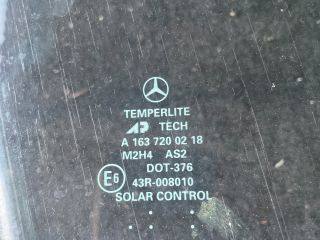 TEMPERLITE
AP TECH
A 163 720 02 18
M2H4 AS2
DOT-376
E6 43R-008010
SOLAR CONTROL